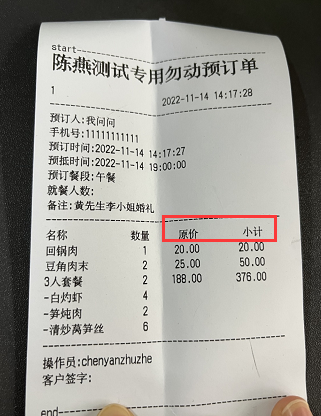 start
陈燕测试专用勿动预订单
1 2022-11-14 14:17:28
预订人:我问问
手机号:11111111111
预订时间:2022-11-14 14:17:27
预抵时间:2022-11-14 19:00:00
预订餐段:午餐
就餐人数:
备注:黄先生李小姐婚礼
名称 数量 原价 小计
回锅肉 1 20.00 20.00
豆角肉末 2 25.00 50.00
3人套餐 2 188.00 376.00
-白灼虾 4
-笋炖肉 2
-清炒莴笋丝 6
操作员:chenyanzhuzhe
客户签字:
end